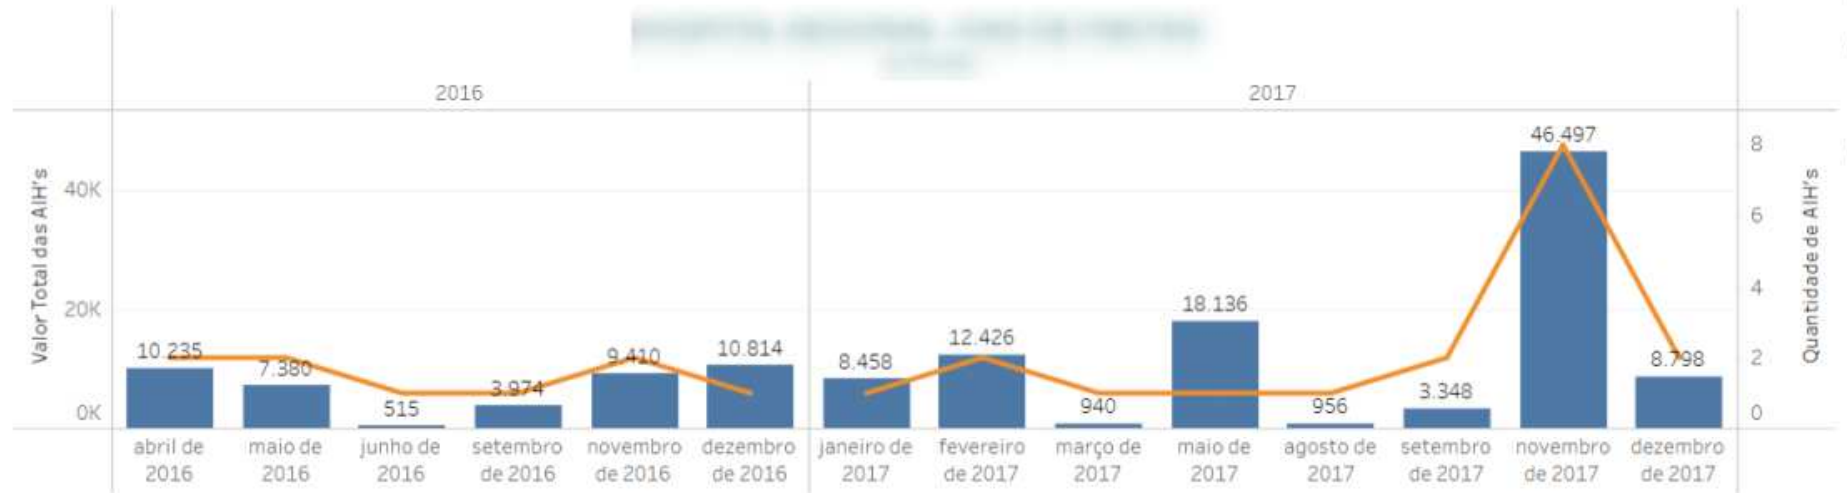 2016
2017
Valor Total das AIH's
40K
20K
0K
10.235
7.380
515
3.974
9.410
10.814
8.458
12.426
940
18.136
956
3.348
46.497
8.798
8
6
4
2
0
Quantidade de AIH's
abril de
2016
maio de
2016
junho de
2016
setembro
de 2016
novembro
de 2016
dezembro
de 2016
janeiro de
2017
fevereiro
de 2017
março de
2017
maio de
2017
agosto de
2017
setembro
de 2017
novembro
de 2017
dezembro
de 2017